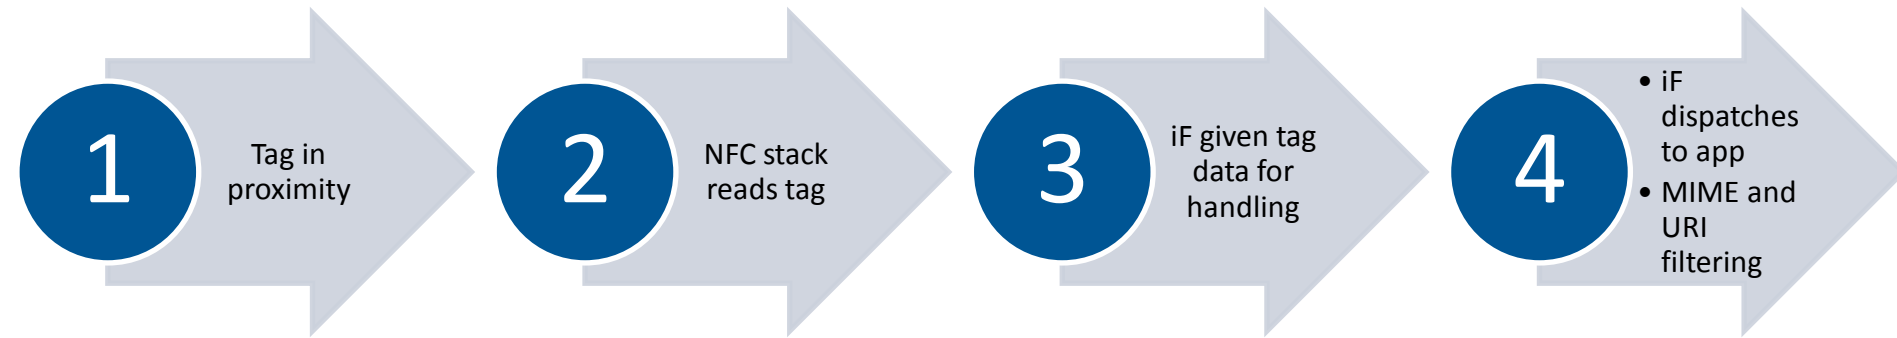 1
Tag in
proximity
2
NFC stack
reads tag
3
iF given tag
data for
handling
4
• iF
dispatches
to app
• MIME and
URI
filtering